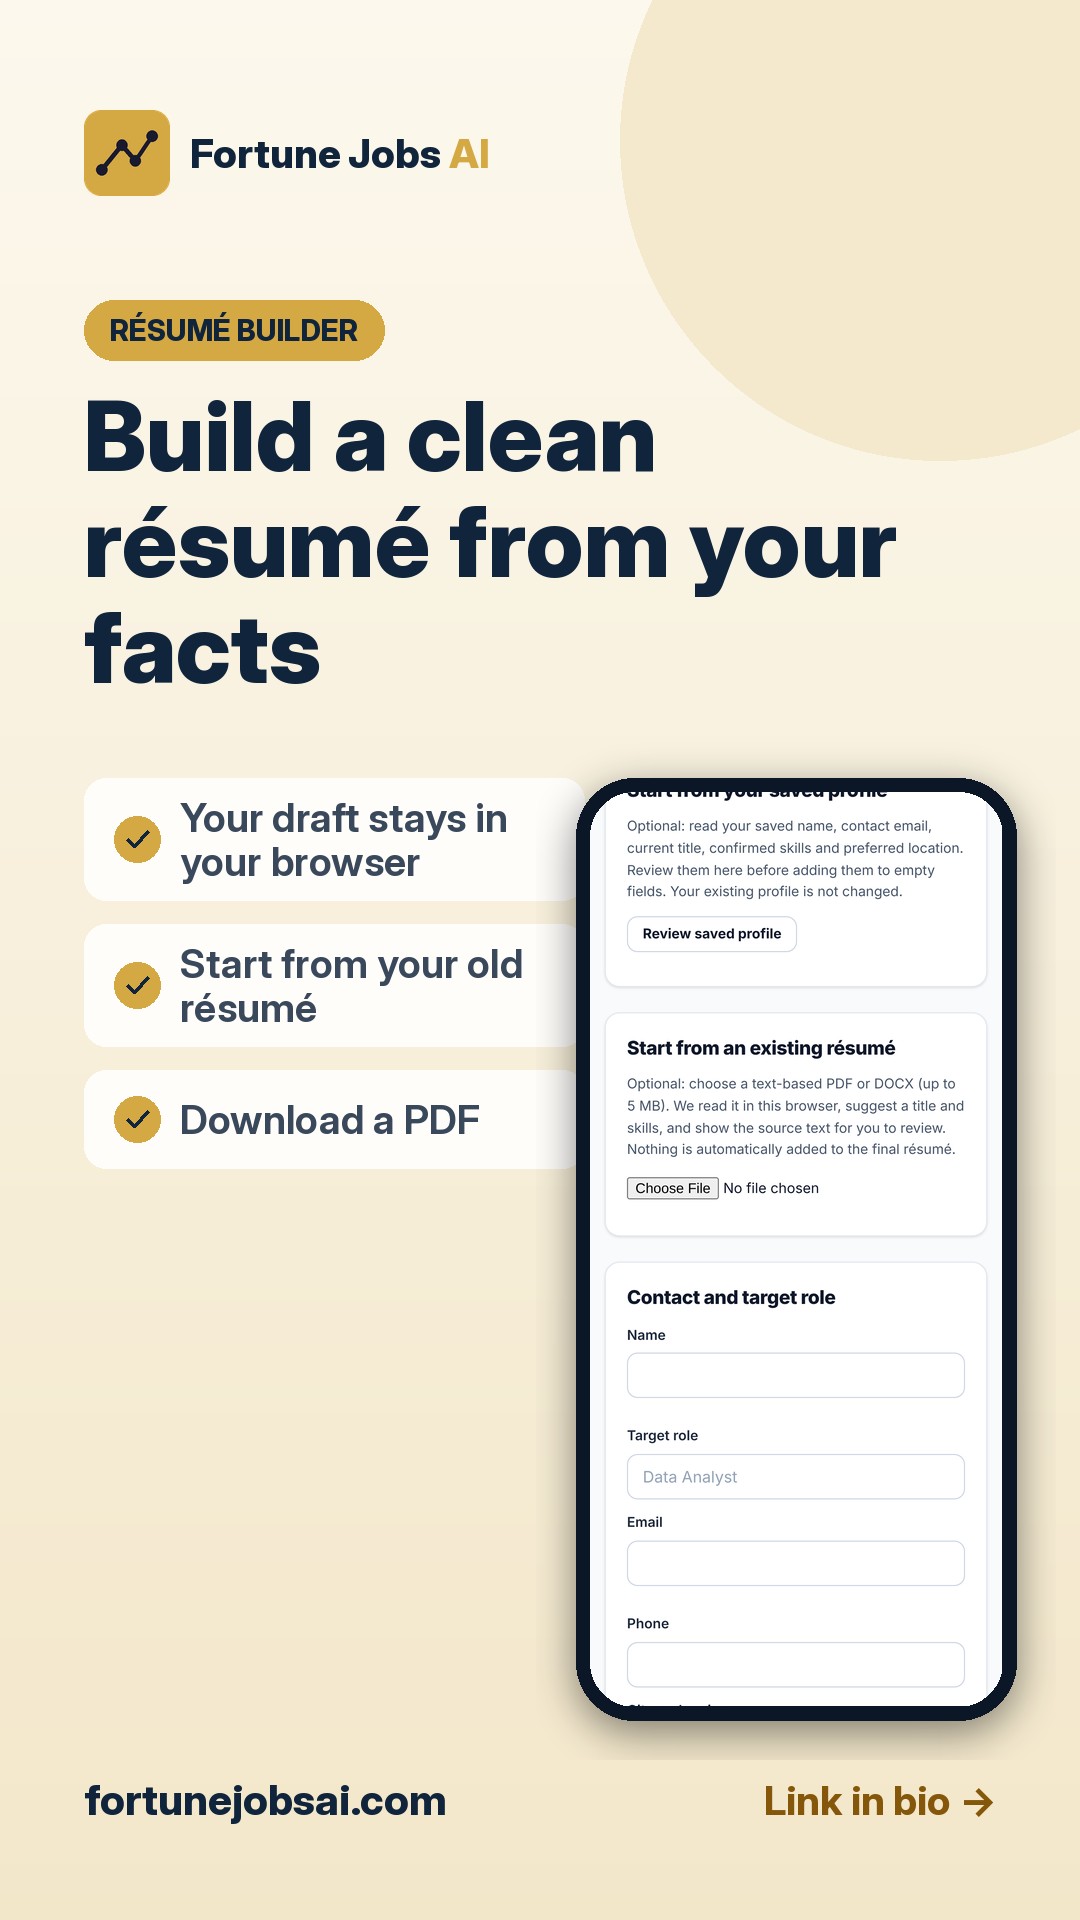 Fortune Jobs AI
RÉSUMÉ BUILDER
Build a clean
résumé from your
facts
Your draft stays in
your browser
Start from your old
résumé
Download a PDF
Start from your saved profile
Optional: read your saved name, contact email,
current title, confirmed skills and preferred location.
Review them here before adding them to empty
fields. Your existing profile is not changed.
Review saved profile
Start from an existing résumé
Optional: choose a text-based PDF or DOCX (up to
5 MB). We read it in this browser, suggest a title and
skills, and show the source text for you to review.
Nothing is automatically added to the final résumé.
Choose File No file chosen
Contact and target role
Name
Target role
Data Analyst
Email
Phone
fortunejobsai.com
Link in bio →